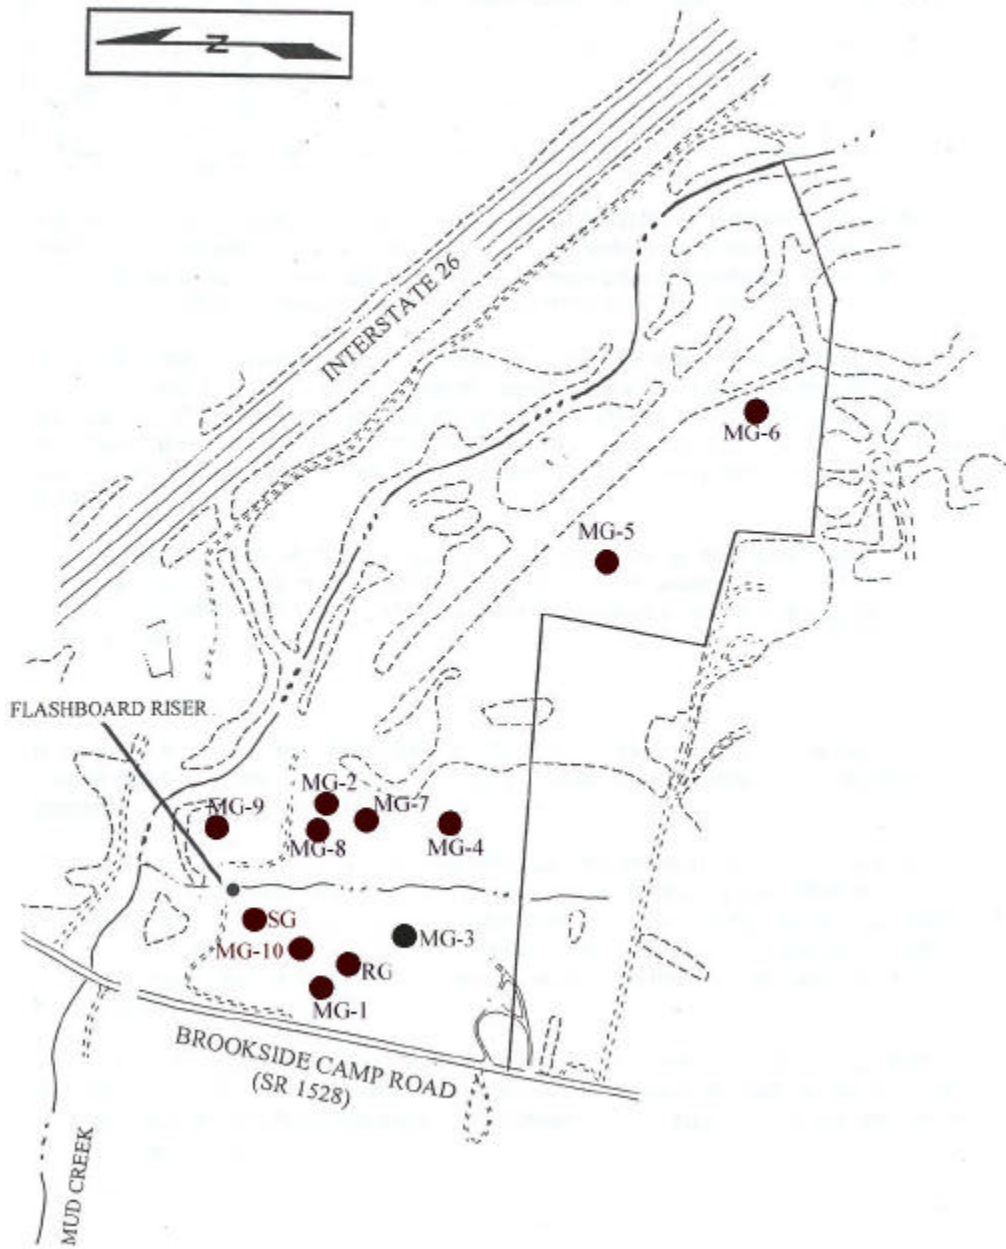 N
INTERSTATE 26
MG-6
MG-5
FLASHBOARD RISER
MG-2
MG-9
MG-7
MG-8
MG-4
SG
MG-3
MG-10
RG
MG-1
BROOKSIDE CAMP ROAD
(SR 1528)
MUD CREEK